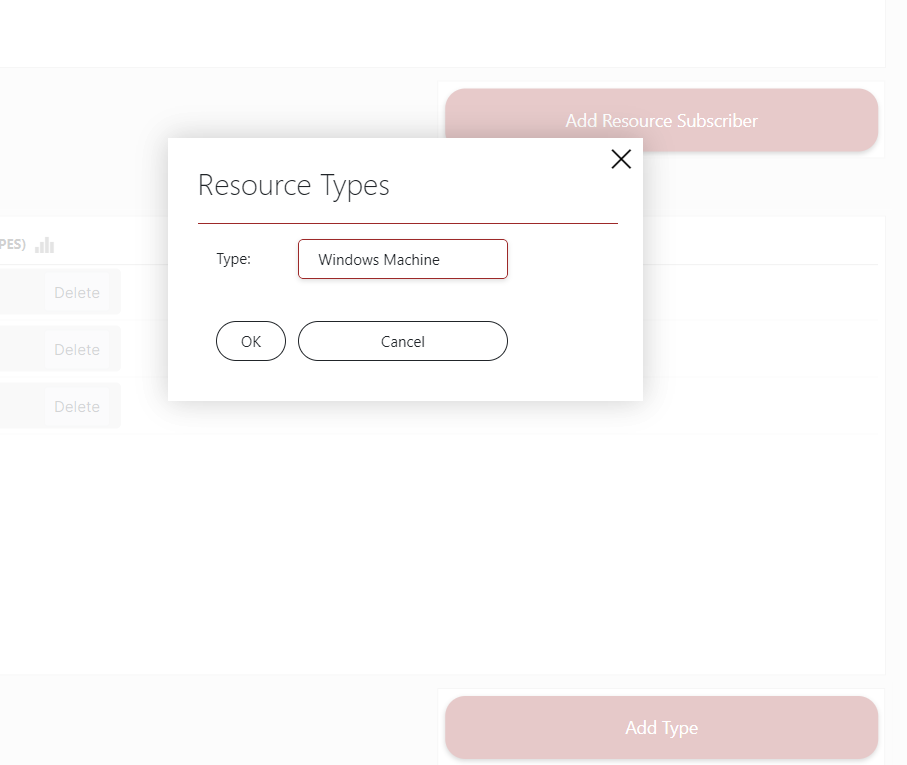 Add Resource Subscriber
Resource Types
PES)
Type:
Windows Machine
Delete
OK
Cancel
Delete
Delete
Add Type